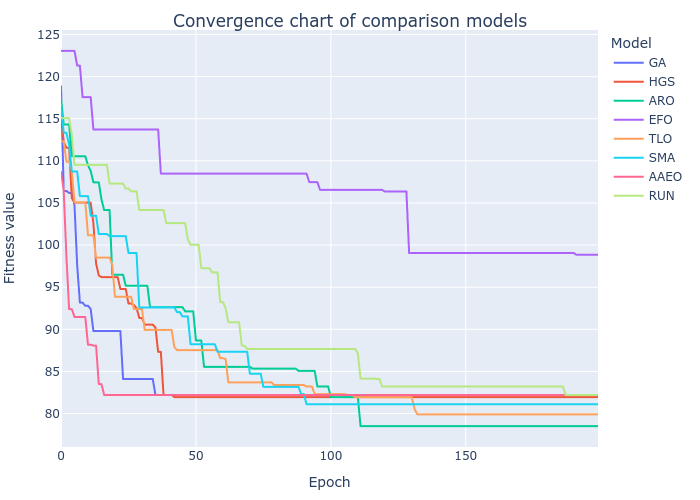 Convergence chart of comparison models
125
120
115
110
105
100
95
90
85
80
Fitness value
0
50
100
150
Epoch
Model
GA
HGS
ARO
EFO
TLO
SMA
AAEO
RUN